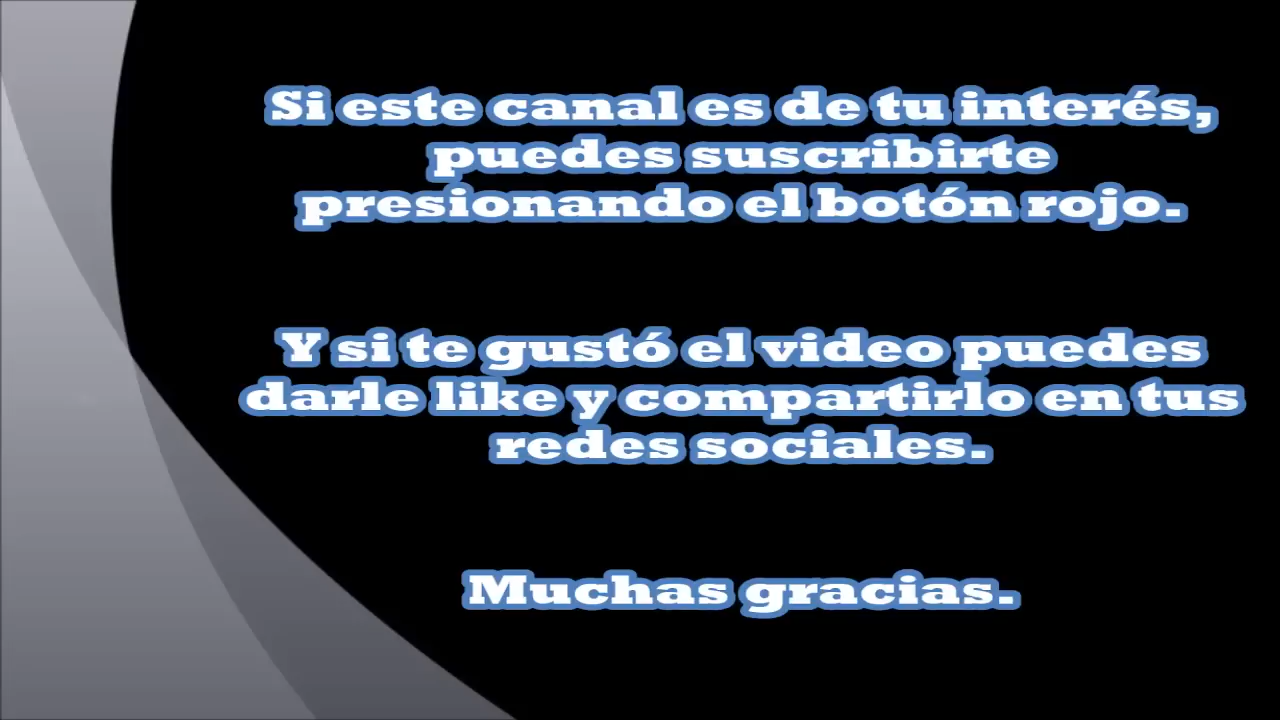 Si este canal es de tu interés,
puedes suscribirte
presionando el botón rojo.
Y si te gustó el video puedes
darle like y compartirlo en tus
redes sociales.
Muchas gracias.